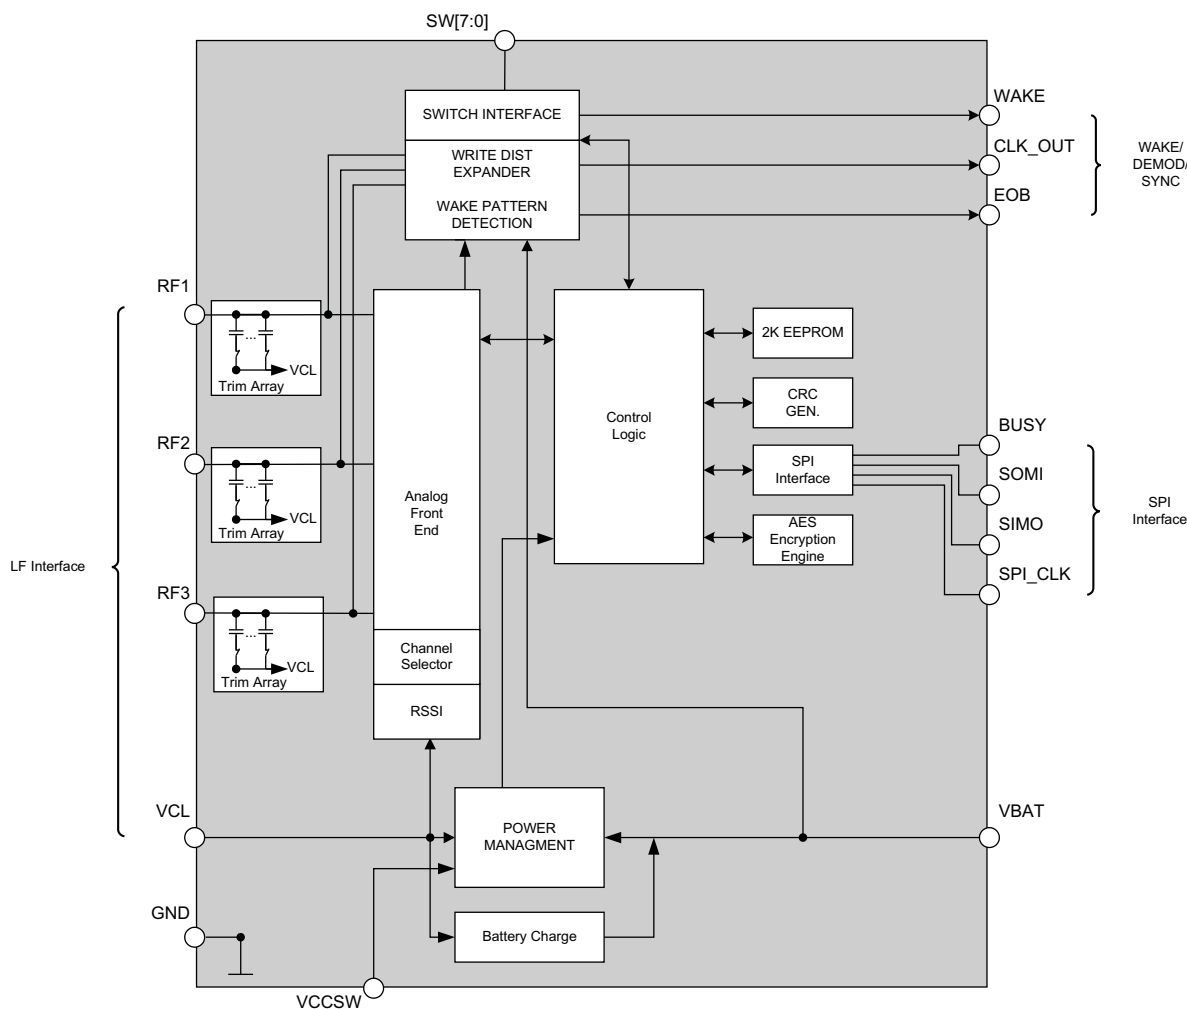 SW[7:0]
SWITCH INTERFACE
WRITE DIST
EXPANDER
WAKE PATTERN
DETECTION
WAKE
CLK_OUT
EOB
WAKE/
DEMOD/
SYNC
RF1
...
VCL
Trim Array
RF2
...
VCL
Trim Array
RF3
...
VCL
Trim Array
LF Interface
Analog
Front
End
Channel
Selector
RSSI
Control
Logic
2K EEPROM
CRC
GEN.
SPI
Interface
AES
Encryption
Engine
BUSY
SOMI
SIMO
SPI_CLK
SPI
Interface
VCL
POWER
MANAGMENT
VBAT
GND
Battery Charge
VCCSW